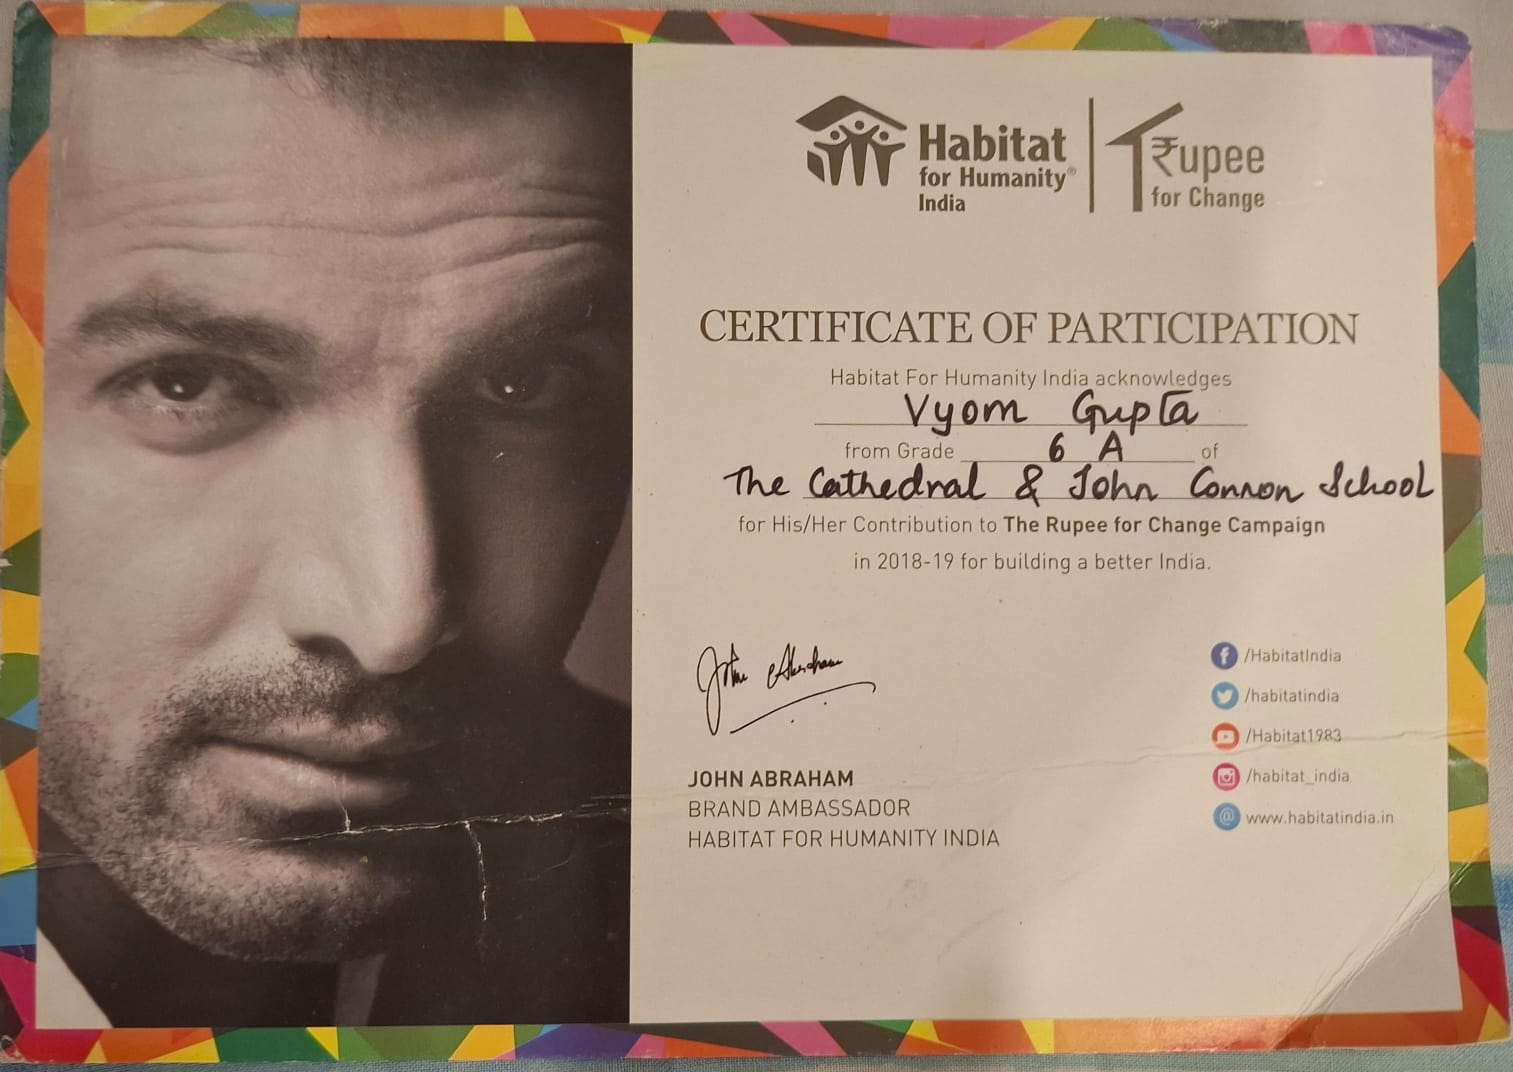 Habitat
for Humanity®
India
₹upee
for Change
CERTIFICATE OF PARTICIPATION
Habitat For Humanity India acknowledges
Vyom Gupta
from Grade 6 A of
The Cathedral & John Connon School
for His/Her Contribution to The Rupee for Change Campaign
in 2018-19 for building a better India.
John Abraham
JOHN ABRAHAM
BRAND AMBASSADOR
HABITAT FOR HUMANITY INDIA
/HabitatIndia
/habitatindia
/Habitat1983
/habitat_india
www.habitatindia.in